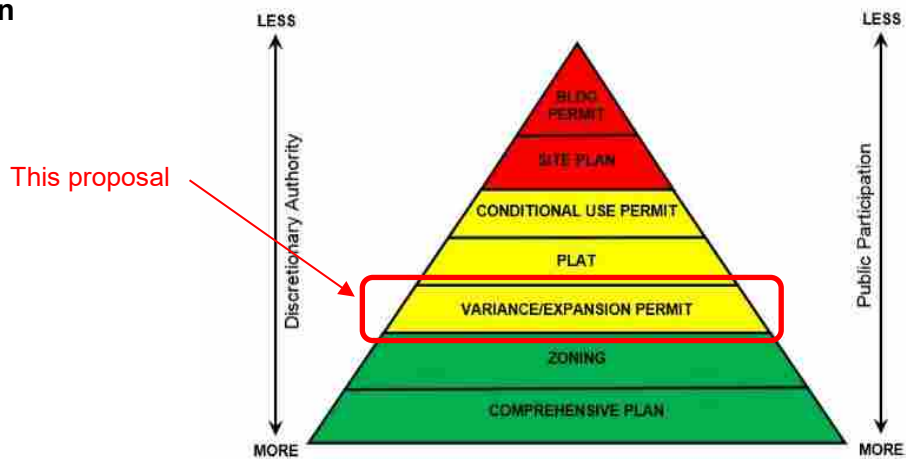 n
LESS
LESS
BLDG
PERMIT
SITE PLAN
This proposal
Discretionary Authority
Public Participation
CONDITIONAL USE PERMIT
PLAT
VARIANCE/EXPANSION PERMIT
ZONING
COMPREHENSIVE PLAN
MORE
MORE